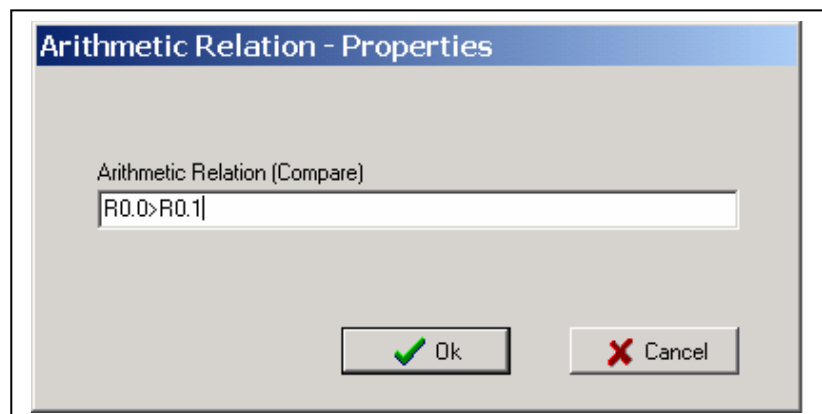 Arithmetic Relation - Properties
Arithmetic Relation (Compare)
R0.0>R0.1
Ok
Cancel